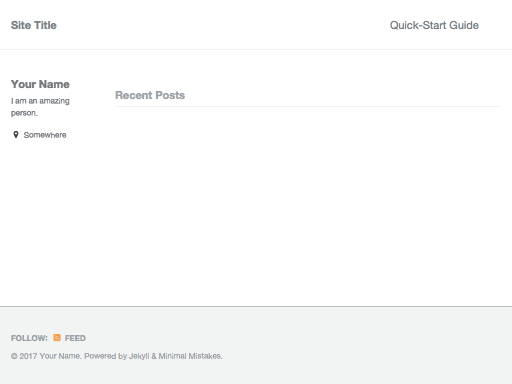 Site Title
Quick-Start Guide
Your Name
I am an amazing
person.
Somewhere
Recent Posts
FOLLOW: FEED
© 2017 Your Name. Powered by Jekyll & Minimal Mistakes.